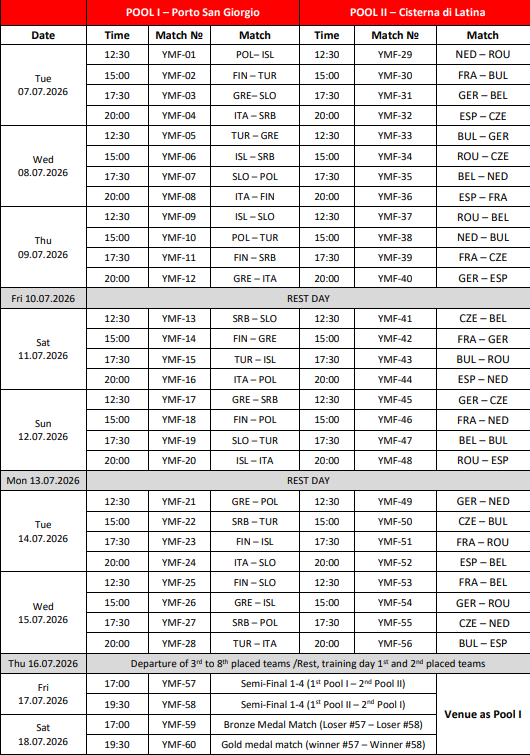 POOL I – Porto San Giorgio POOL II – Cisterna di Latina
Date Time Match № Match Time Match № Match
Tue 07.07.2026
12:30 YMF-01 POL– ISL 12:30 YMF-29 NED – ROU
15:00 YMF-02 FIN – TUR 15:00 YMF-30 FRA – BUL
17:30 YMF-03 GRE– SLO 17:30 YMF-31 GER – BEL
20:00 YMF-04 ITA – SRB 20:00 YMF-32 ESP – CZE
Wed 08.07.2026
12:30 YMF-05 TUR – GRE 12:30 YMF-33 BUL – GER
15:00 YMF-06 ISL – SRB 15:00 YMF-34 ROU – CZE
17:30 YMF-07 SLO – POL 17:30 YMF-35 BEL – NED
20:00 YMF-08 ITA – FIN 20:00 YMF-36 ESP – FRA
Thu 09.07.2026
12:30 YMF-09 ISL – SLO 12:30 YMF-37 ROU – BEL
15:00 YMF-10 POL – TUR 15:00 YMF-38 NED – BUL
17:30 YMF-11 FIN – SRB 17:30 YMF-39 FRA – CZE
20:00 YMF-12 GRE – ITA 20:00 YMF-40 GER – ESP
Fri 10.07.2026 REST DAY
Sat 11.07.2026
12:30 YMF-13 SRB – SLO 12:30 YMF-41 CZE – BEL
15:00 YMF-14 FIN – GRE 15:00 YMF-42 FRA – GER
17:30 YMF-15 TUR – ISL 17:30 YMF-43 BUL – ROU
20:00 YMF-16 ITA – POL 20:00 YMF-44 ESP – NED
Sun 12.07.2026
12:30 YMF-17 GRE – SRB 12:30 YMF-45 GER – CZE
15:00 YMF-18 FIN – POL 15:00 YMF-46 FRA – NED
17:30 YMF-19 SLO – TUR 17:30 YMF-47 BEL – BUL
20:00 YMF-20 ISL – ITA 20:00 YMF-48 ROU – ESP
Mon 13.07.2026 REST DAY
Tue 14.07.2026
12:30 YMF-21 GRE – POL 12:30 YMF-49 GER – NED
15:00 YMF-22 SRB – TUR 15:00 YMF-50 CZE – BUL
17:30 YMF-23 FIN – ISL 17:30 YMF-51 FRA – ROU
20:00 YMF-24 ITA – SLO 20:00 YMF-52 ESP – BEL
Wed 15.07.2026
12:30 YMF-25 FIN – SLO 12:30 YMF-53 FRA – BEL
15:00 YMF-26 GRE – ISL 15:00 YMF-54 GER – ROU
17:30 YMF-27 SRB – POL 17:30 YMF-55 CZE – NED
20:00 YMF-28 TUR – ITA 20:00 YMF-56 BUL – ESP
Thu 16.07.2026 Departure of 3rd to 8th placed teams /Rest, training day 1st and 2nd placed teams
Fri 17.07.2026
17:00 YMF-57 Semi-Final 1-4 (1st Pool I – 2nd Pool II)
19:30 YMF-58 Semi-Final 1-4 (1st Pool II – 2nd Pool I)
Venue as Pool I
Sat 18.07.2026
17:00 YMF-59 Bronze Medal Match (Loser #57 – Loser #58)
19:30 YMF-60 Gold medal match (winner #57 – Winner #58)